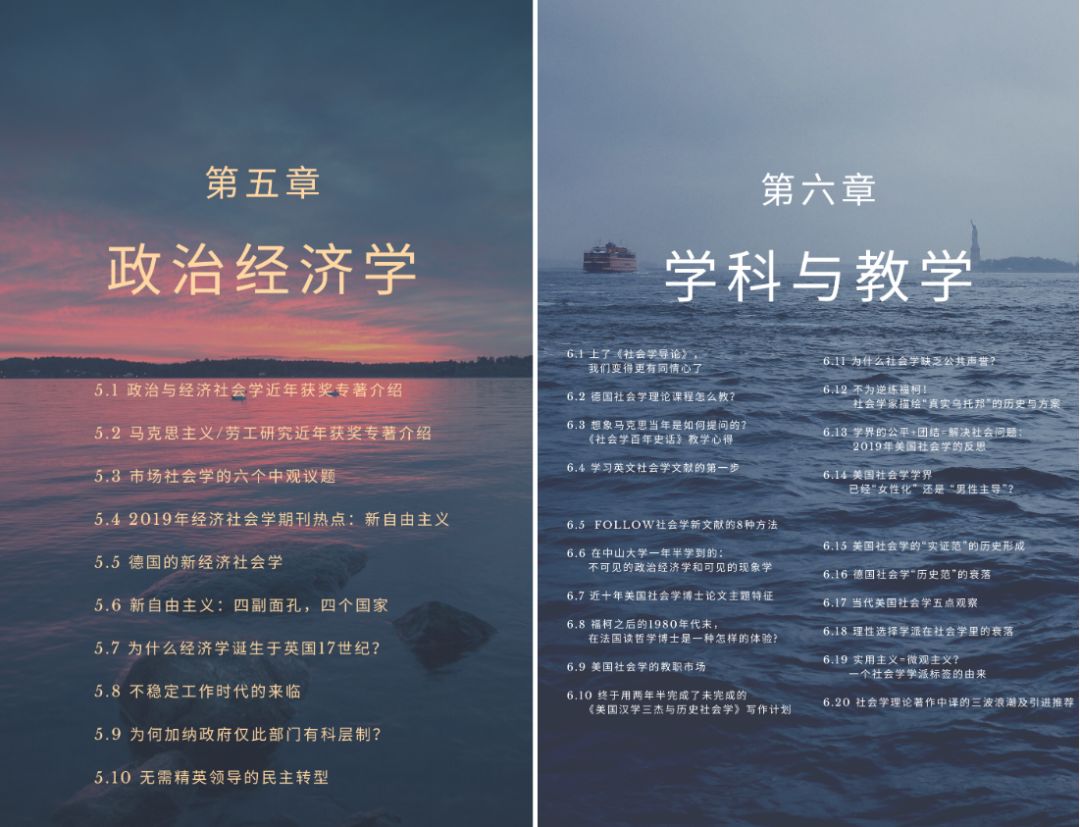 第五章
政治经济学
5.1 政治与经济社会学近年获奖专著介绍
5.2 马克思主义/劳工研究近年获奖专著介绍
5.3 市场社会学的六个中观议题
5.4 2019年经济社会学期刊热点：新自由主义
5.5 德国的新经济社会学
5.6 新自由主义：四副面孔，四个国家
5.7 为什么经济学诞生于英国17世纪？
5.8 不稳定工作时代的来临
5.9 为何加纳政府仅此部门有科层制？
5.10 无需精英领导的民主转型
第六章
学科与教学
6.1 上了《社会学导论》，
我们变得更有同情心了
6.2 德国社会学理论课程怎么教？
6.3 想象马克思当年是如何提问的？
《社会学百年史话》教学心得
6.4 学习英文社会学文献的第一步
6.5 FOLLOW社会学新文献的8种方法
6.6 在中山大学一年半学到的：
不可见的政治经济学和可见的现象学
6.7 近十年美国社会学博士论文主题特征
6.8 福柯之后的1980年代末，
在法国读哲学博士是一种怎样的体验？
6.9 美国社会学的教职市场
6.10 终于用两年半完成了未完成的
《美国汉学三杰与历史社会学》写作计划
6.11 为什么社会学缺乏公共声誉？
6.12 不为逆练福柯！
社会学家描绘“真实乌托邦”的历史与方案
6.13 学界的公平+团结=解决社会问题：
2019年美国社会学的反思
6.14 美国社会学学界
已经“女性化” 还是 “男性主导”？
6.15 美国社会学的“实证范”的历史形成
6.16 德国社会学“历史范”的衰落
6.17 当代美国社会学五点观察
6.18 理性选择学派在社会学里的衰落
6.19 实用主义=微观主义？
一个社会学学派标签的由来
6.20 社会学理论著作中译的三波浪潮及引进推荐